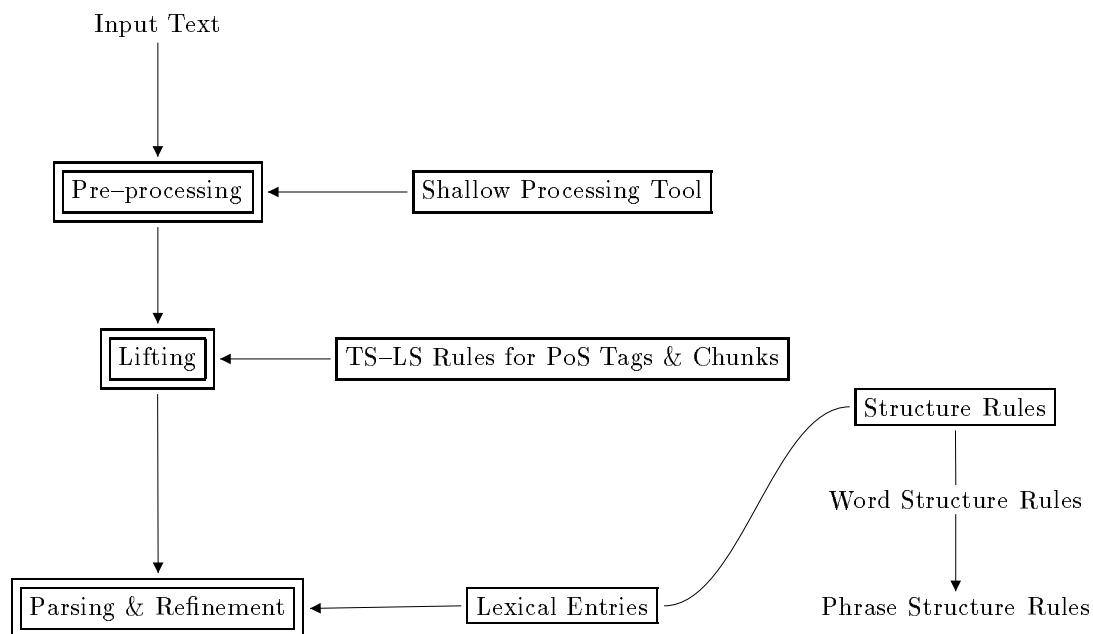 Input Text
Pre–processing
Shallow Processing Tool
Lifting
TS–LS Rules for PoS Tags & Chunks
Structure Rules
Word Structure Rules
Parsing & Refinement
Lexical Entries
Phrase Structure Rules